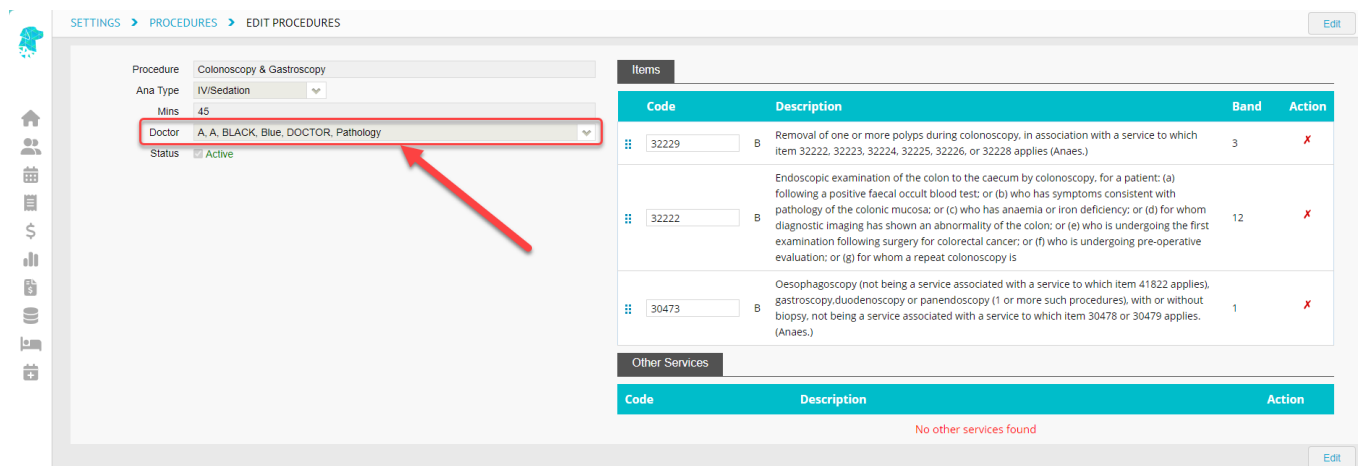 SETTINGS > PROCEDURES > EDIT PROCEDURES
Edit
Procedure Colonoscopy & Gastroscopy
Ana Type IV/Sedation
Mins 45
Doctor A, A, BLACK, Blue, DOCTOR, Pathology
Status Active
Items
Code Description Band Action
32229 B Removal of one or more polyps during colonoscopy, in association with a service to which 3 ✗
item 32222, 32223, 32224, 32225, 32226, or 32228 applies (Anaes.)
Endoscopic examination of the colon to the caecum by colonoscopy, for a patient: (a)
following a positive faecal occult blood test; or (b) who has symptoms consistent with
pathology of the colonic mucosa; or (c) who has anaemia or iron deficiency; or (d) for whom
32222 B diagnostic imaging has shown an abnormality of the colon; or (e) who is undergoing the first 12 ✗
examination following surgery for colorectal cancer; or (f) who is undergoing pre-operative
evaluation; or (g) for whom a repeat colonoscopy is
Oesophagoscopy (not being a service associated with a service to which item 41822 applies),
30473 B gastroscopy,duodenoscopy or panendoscopy (1 or more such procedures), with or without 1 ✗
biopsy, not being a service associated with a service to which item 30478 or 30479 applies.
(Anaes.)
Other Services
Code Description Action
No other services found
Edit